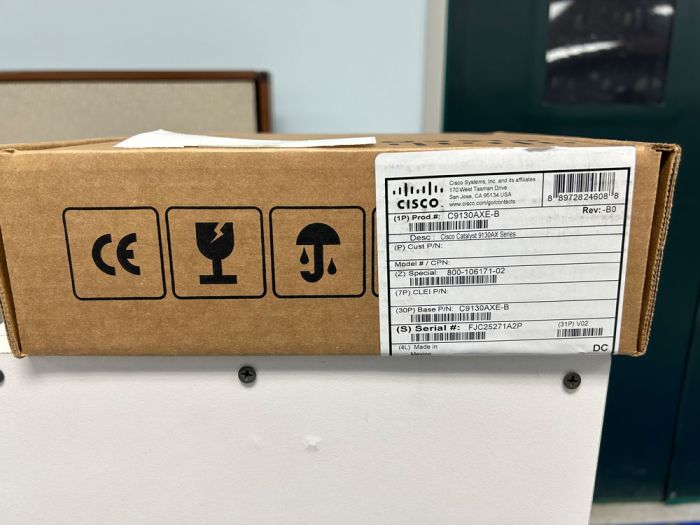 CE
CISCO
Cisco Systems, Inc. and its affiliates
170 West Tasman Drive
San Jose, CA 95134 USA
www.cisco.com/go/contacts
8 89728 24608 8
(1P) Prod.#: C9130AXE-B
Rev: -B0
Desc : Cisco Catalyst 9130AX Series
(P) Cust P/N:
Model # / CPN:
(Z) Special: 800-106171-02
(7P) CLEI P/N:
(30P) Base P/N: C9130AXE-B
(S) Serial #: FJC25271A2P
(31P) V02
(4L) Made in
Mexico
DC